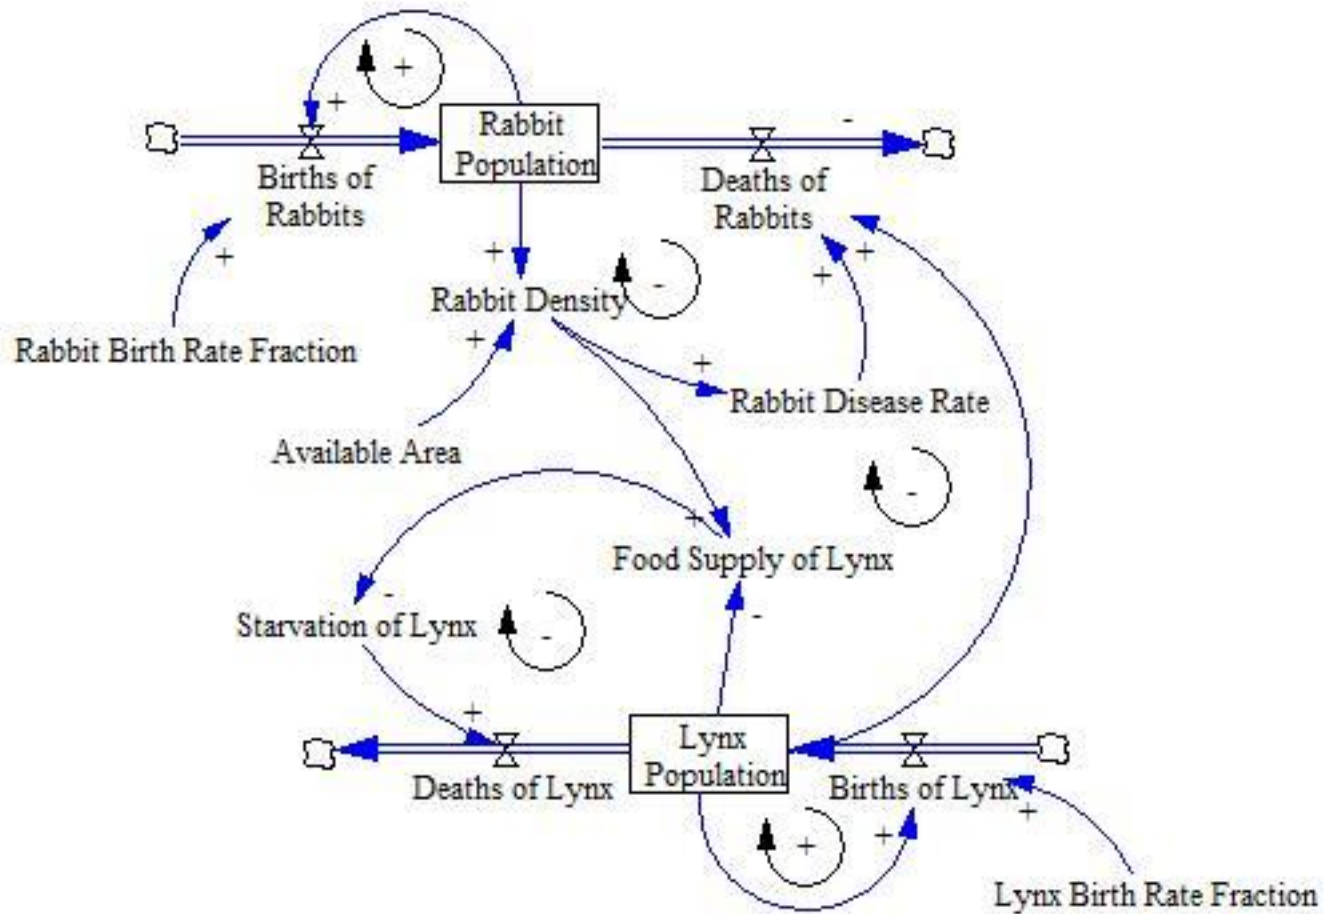 +
+
-
Rabbit
Population
Births of
Rabbits
Deaths of
Rabbits
+
+
+
+
-
Rabbit Density
+
Rabbit Birth Rate Fraction
+
Rabbit Disease Rate
Available Area
-
+
Food Supply of Lynx
-
-
Starvation of Lynx
-
+
Lynx
Population
Deaths of Lynx
Births of Lynx
+
+
+
Lynx Birth Rate Fraction